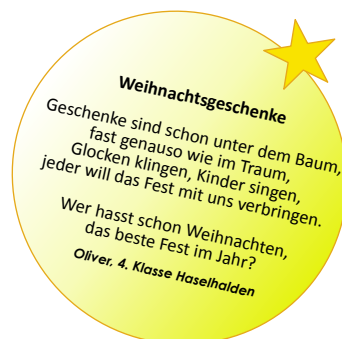 Weihnachtsgeschenke
Geschenke sind schon unter dem Baum,
fast genauso wie im Traum,
Glocken klingen, Kinder singen,
jeder will das Fest mit uns verbringen.
Wer hasst schon Weihnachten,
das beste Fest im Jahr?
Oliver, 4. Klasse Haselhalden